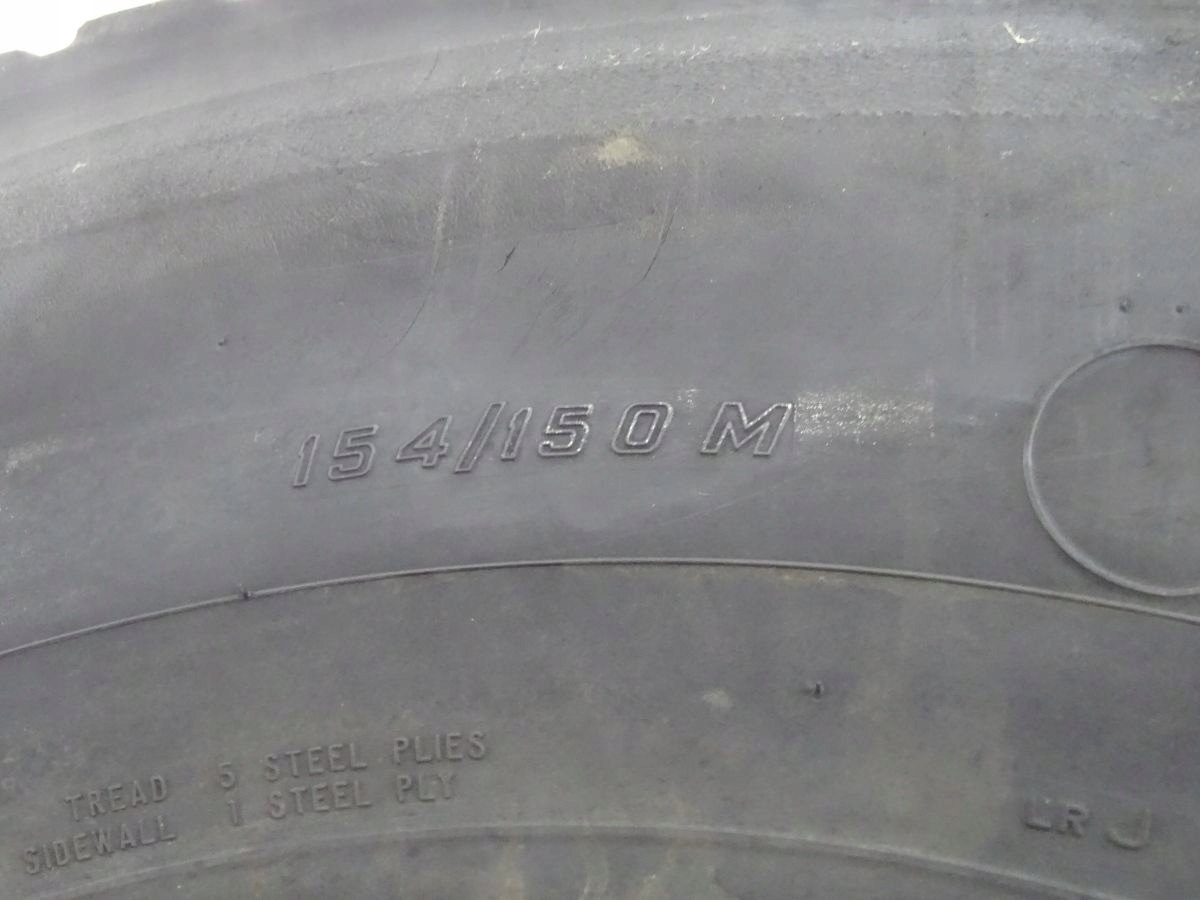 154/150 M
TREAD 5 STEEL PLIES
SIDEWALL 1 STEEL PLY
LR J